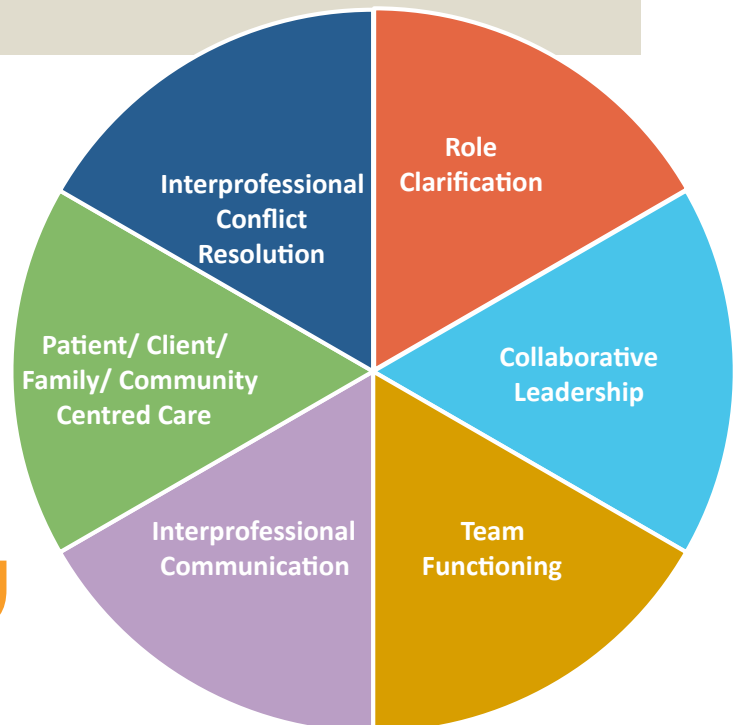 Role
Clarification
Collaborative
Leadership
Team
Functioning
Interprofessional
Communication
Patient/ Client/
Family/ Community
Centred Care
Interprofessional
Conflict
Resolution